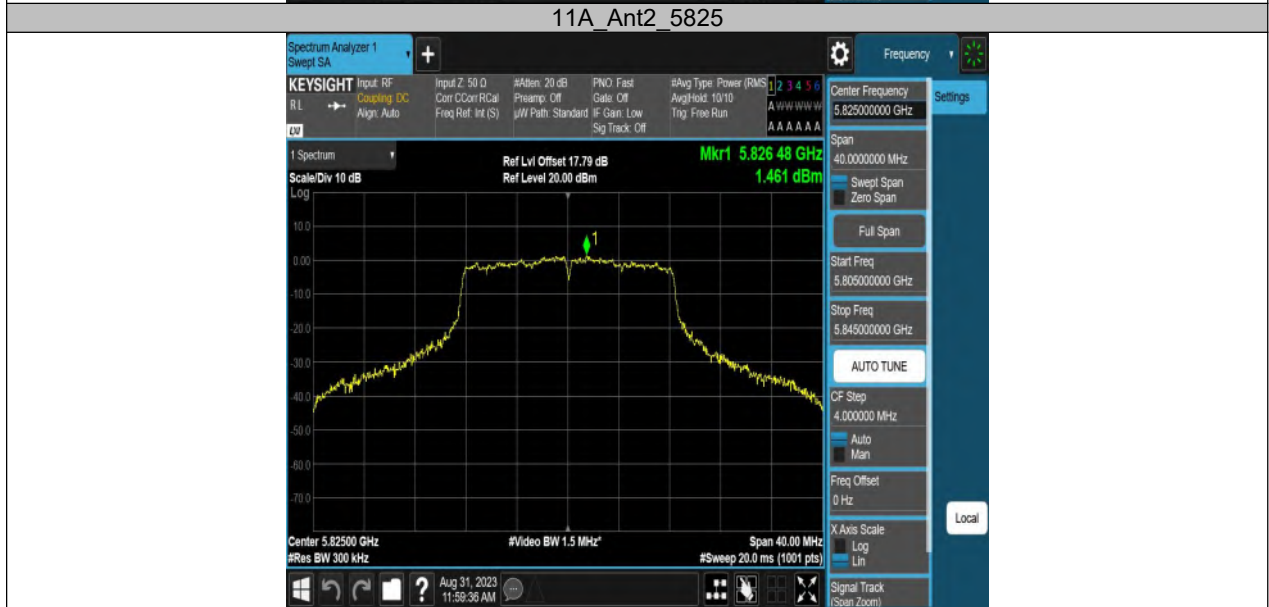 11A_Ant2_5825
Spectrum Analyzer 1
Swept SA
+
Frequency
KEYSIGHT
RL
LXI
Input: RF
Coupling: DC
Align: Auto
Input Z: 50 Ω
Corr CCorr RCal
Freq Ref: Int (S)
#Atten: 20 dB
Preamp: Off
µW Path: Standard
PNO: Fast
Gate: Off
IF Gain: Low
Sig Track: Off
#Avg Type: Power (RMS
Avg|Hold: 10/10
Trig: Free Run
1 2 3 4 5 6
A W W W W W
A A A A A A
Center Frequency
5.825000000 GHz
Settings
1 Spectrum
Scale/Div 10 dB
Ref Lvl Offset 17.79 dB
Ref Level 20.00 dBm
Mkr1 5.826 48 GHz
1.461 dBm
Span
40.0000000 MHz
Swept Span
Zero Span
Full Span
Start Freq
5.805000000 GHz
Stop Freq
5.845000000 GHz
AUTO TUNE
CF Step
4.000000 MHz
Auto
Man
Freq Offset
0 Hz
X Axis Scale
Log
Lin
Signal Track
(Span Zoom)
Local
Log
10.0
0.00
-10.0
-20.0
-30.0
-40.0
-50.0
-60.0
-70.0
1
Center 5.82500 GHz
#Res BW 300 kHz
#Video BW 1.5 MHz*
Span 40.00 MHz
#Sweep 20.0 ms (1001 pts)
?
Aug 31, 2023
11:59:36 AM